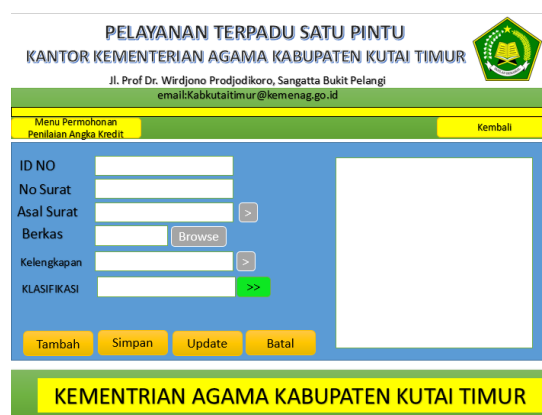 PELAYANAN TERPADU SATU PINTU
KANTOR KEMENTERIAN AGAMA KABUPATEN KUTAI TIMUR
Jl. Prof Dr. Wirdjono Prodjodikoro, Sangatta Bukit Pelangi
email:Kabkutaitimur@kemenag.go.id
Menu Permohonan
Penilaian Angka Kredit
Kembali
ID NO
No Surat
Asal Surat >
Berkas Browse
Kelengkapan >
KLASIFIKASI >>
Tambah Simpan Update Batal
KEMENTRIAN AGAMA KABUPATEN KUTAI TIMUR